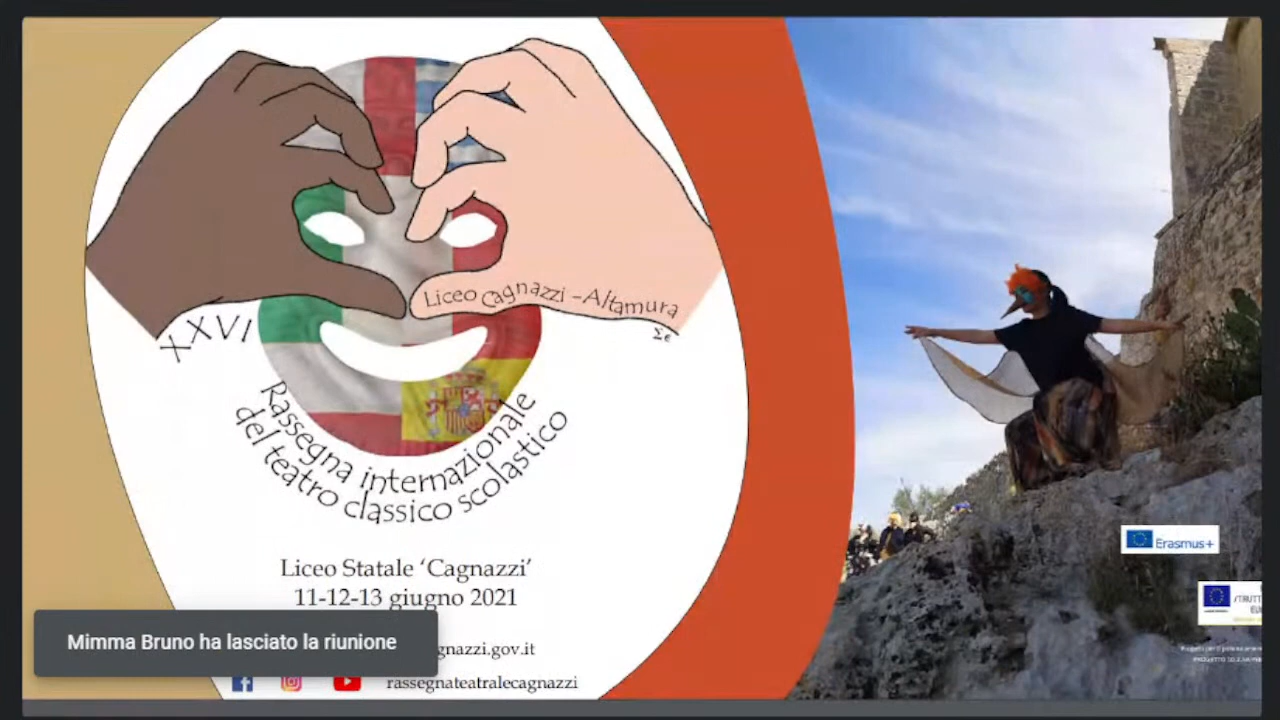 Liceo Cagnazzi - Altamura
Σε
XXVI
Rassegna internazionale
del teatro classico scolastico
Liceo Statale ‘Cagnazzi’
11-12-13 giugno 2021
gnazzi.gov.it
rassegnateatralecagnazzi
Mimma Bruno ha lasciato la riunione
Erasmus+